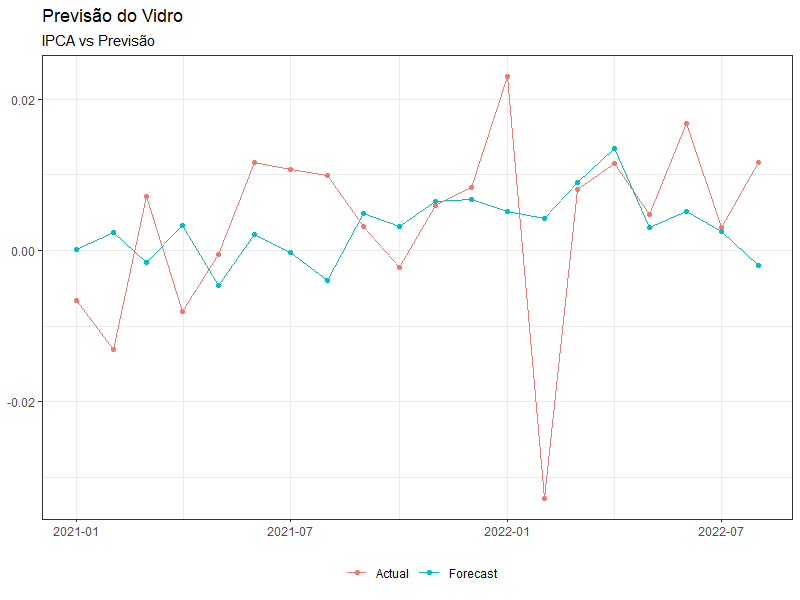 Previsão do Vidro
IPCA vs Previsão
0.02
0.00
-0.02
2021-01 2021-07 2022-01 2022-07
Actual Forecast